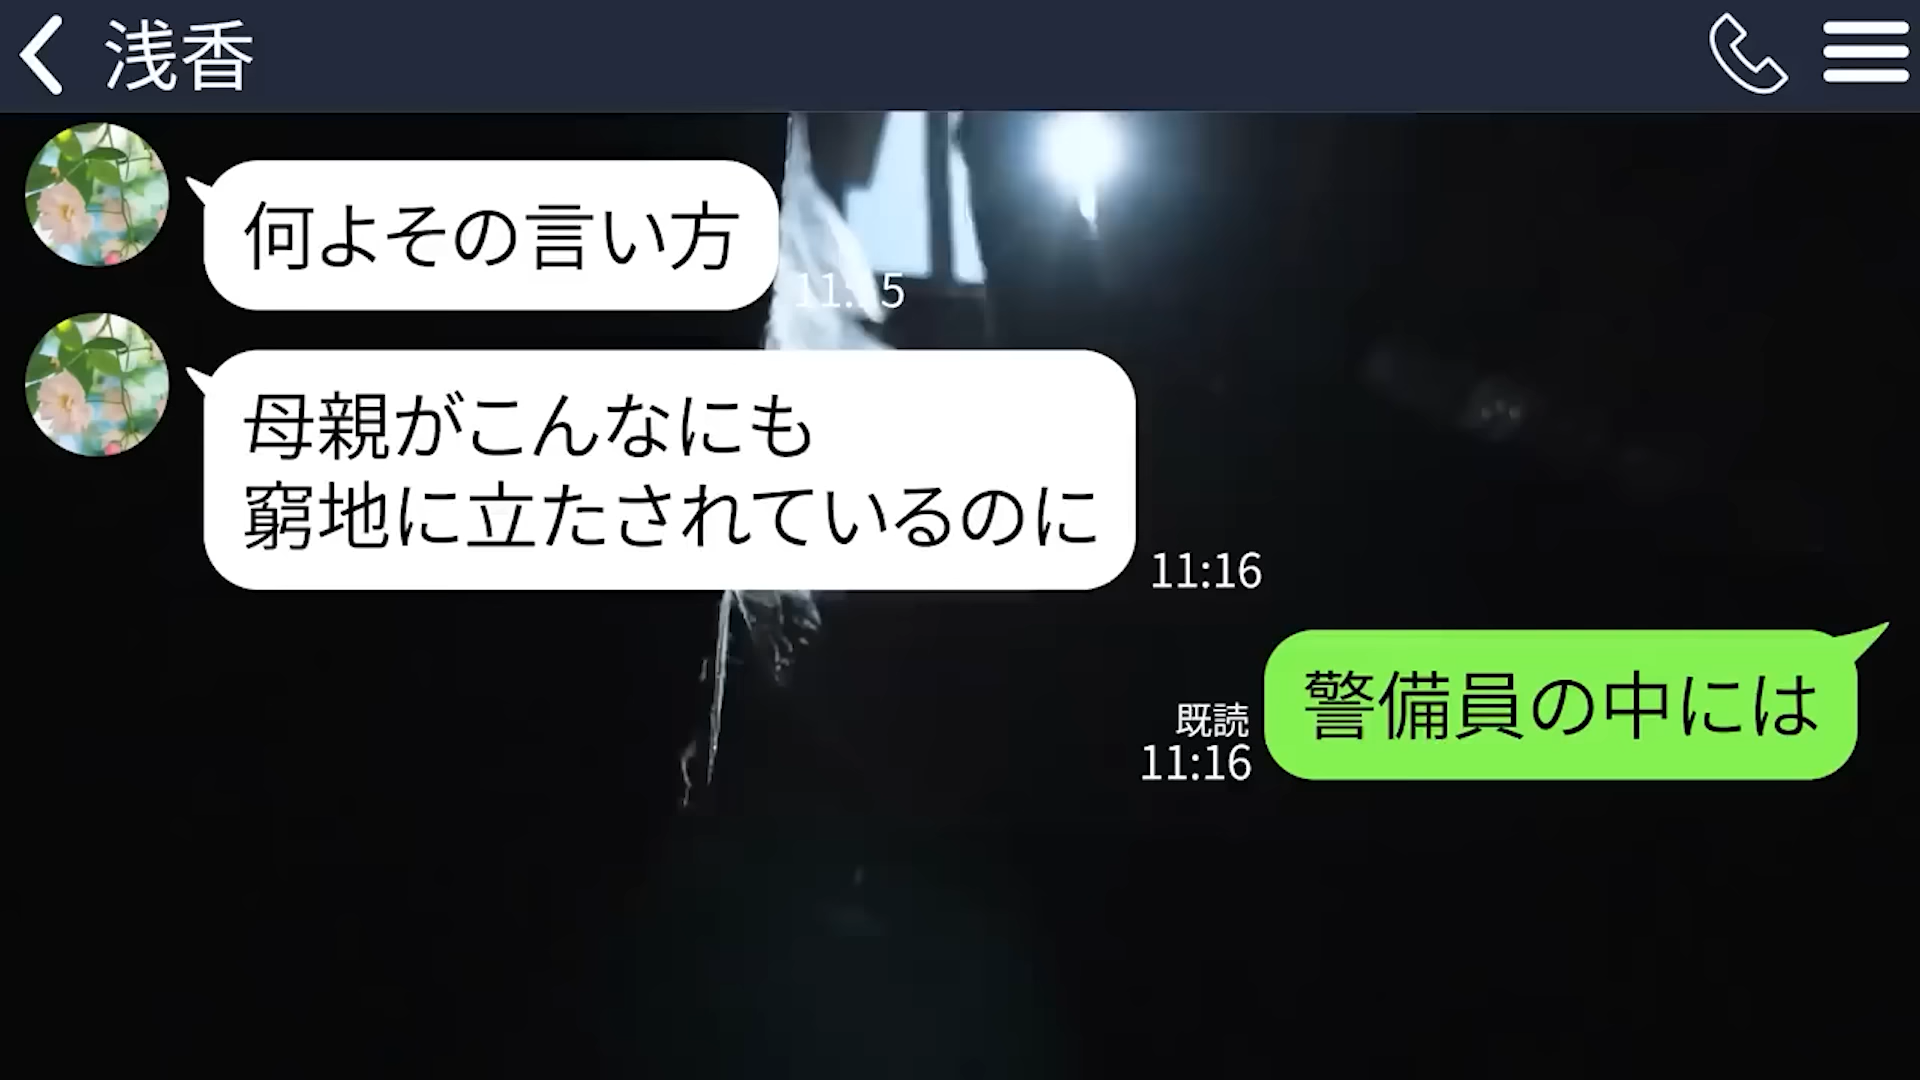 浅香
何よその言い方
母親がこんなにも
窮地に立たされているのに
11:16
警備員の中には
既読
11:16